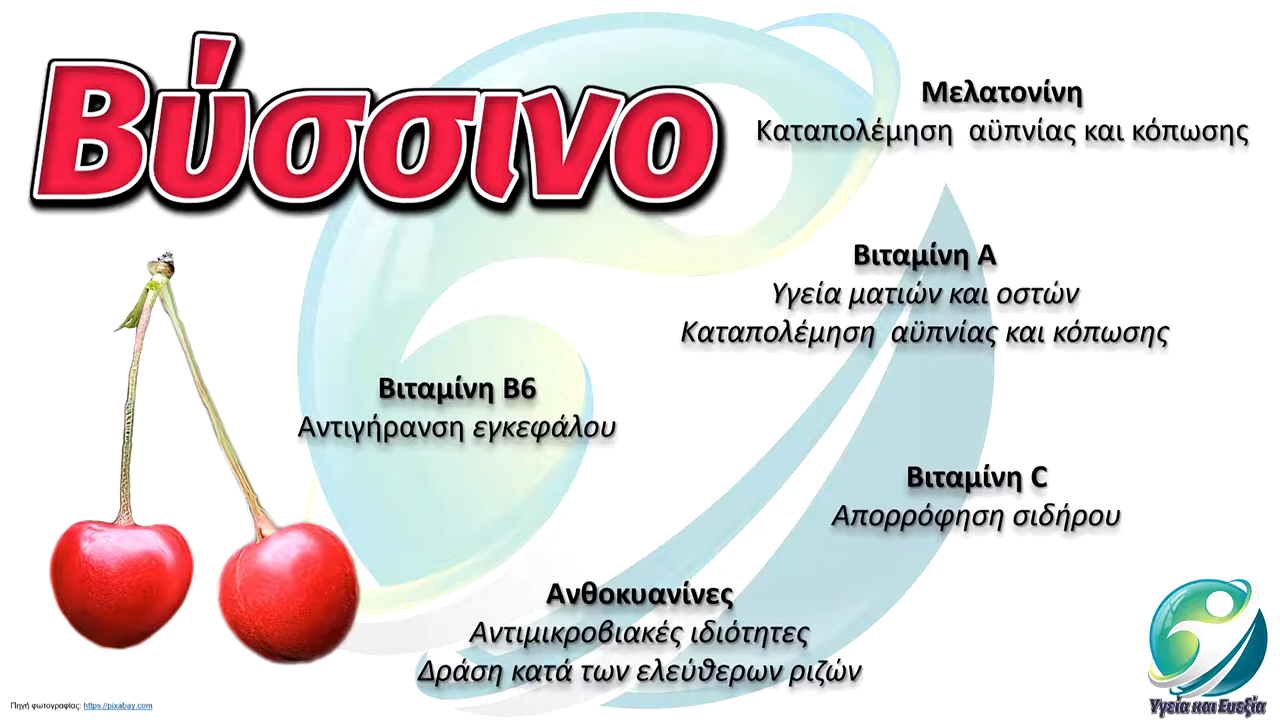 Βύσσινο
Μελατονίνη
Καταπολέμηση αϋπνίας και κόπωσης
Βιταμίνη Α
Υγεία ματιών και οστών
Καταπολέμηση αϋπνίας και κόπωσης
Βιταμίνη Β6
Αντιγήρανση εγκεφάλου
Βιταμίνη C
Απορρόφηση σιδήρου
Ανθοκυανίνες
Αντιμικροβιακές ιδιότητες
Δράση κατά των ελεύθερων ριζών
Πηγή φωτογραφίας: https://pixabay.com
Υγεία και Ευεξία